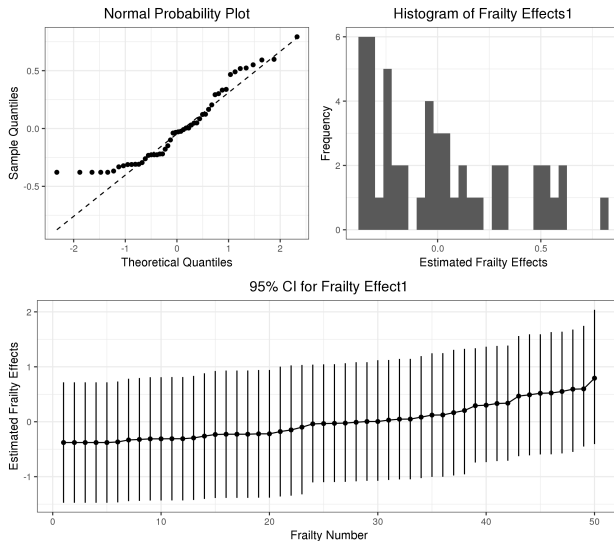 Normal Probability Plot
Sample Quantiles
0.5
0.0
-0.5
-2 -1 0 1 2
Theoretical Quantiles
Histogram of Frailty Effects1
Frequency
6
4
2
0
0.0 0.5
Estimated Frailty Effects
95% CI for Frailty Effect1
Estimated Frailty Effects
2
1
0
-1
0 10 20 30 40 50
Frailty Number